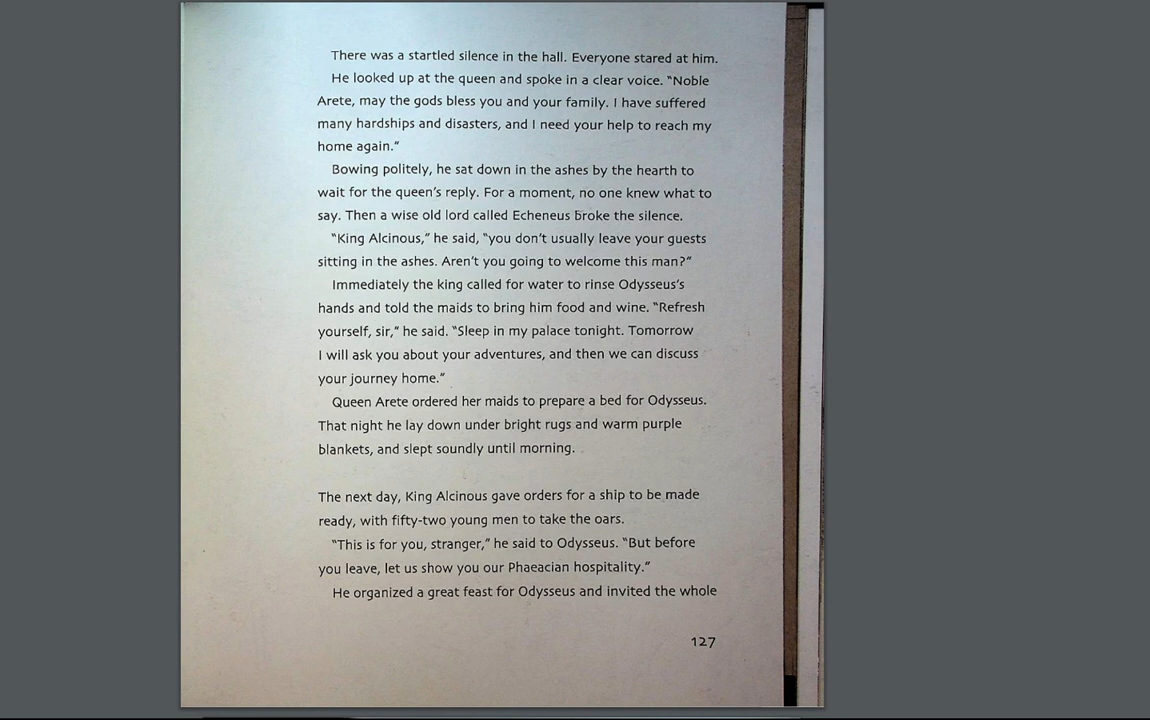 There was a startled silence in the hall. Everyone stared at him.
He looked up at the queen and spoke in a clear voice. “Noble
Arete, may the gods bless you and your family. I have suffered
many hardships and disasters, and I need your help to reach my
home again.”
Bowing politely, he sat down in the ashes by the hearth to
wait for the queen’s reply. For a moment, no one knew what to
say. Then a wise old lord called Echeneus broke the silence.
“King Alcinous,” he said, “you don’t usually leave your guests
sitting in the ashes. Aren’t you going to welcome this man?”
Immediately the king called for water to rinse Odysseus’s
hands and told the maids to bring him food and wine. “Refresh
yourself, sir,” he said. “Sleep in my palace tonight. Tomorrow
I will ask you about your adventures, and then we can discuss
your journey home.”
Queen Arete ordered her maids to prepare a bed for Odysseus.
That night he lay down under bright rugs and warm purple
blankets, and slept soundly until morning.
The next day, King Alcinous gave orders for a ship to be made
ready, with fifty-two young men to take the oars.
“This is for you, stranger,” he said to Odysseus. “But before
you leave, let us show you our Phaeacian hospitality.”
He organized a great feast for Odysseus and invited the whole
127